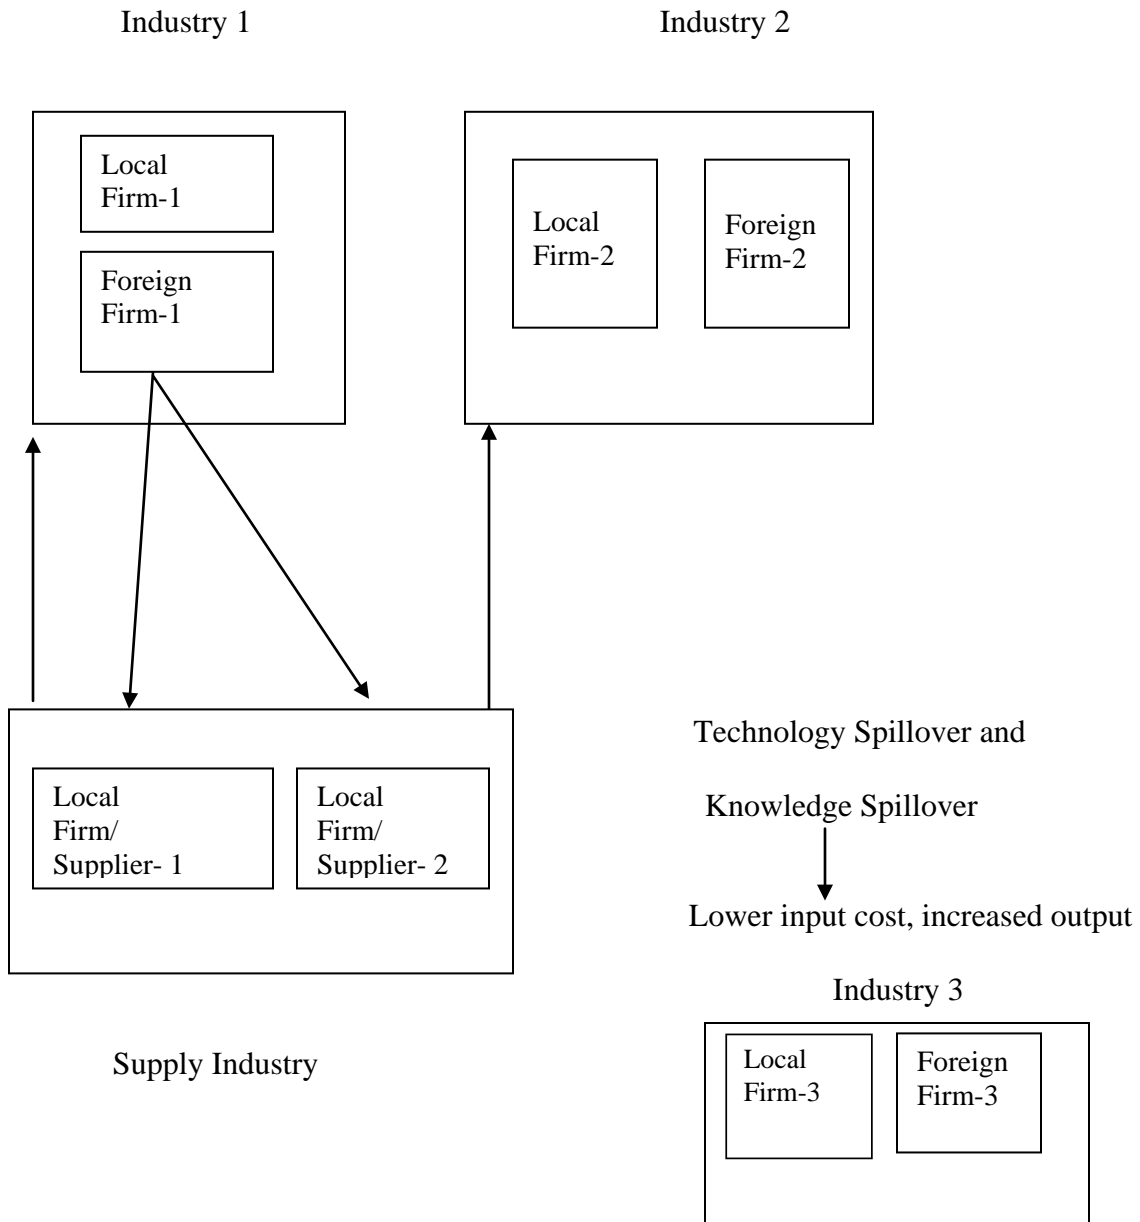 Industry 1
Industry 2
Local
Firm-1
Foreign
Firm-1
Local
Firm-2
Foreign
Firm-2
Technology Spillover and
Knowledge Spillover
Lower input cost, increased output
Local
Firm/
Supplier- 1
Local
Firm/
Supplier- 2
Supply Industry
Industry 3
Local
Firm-3
Foreign
Firm-3